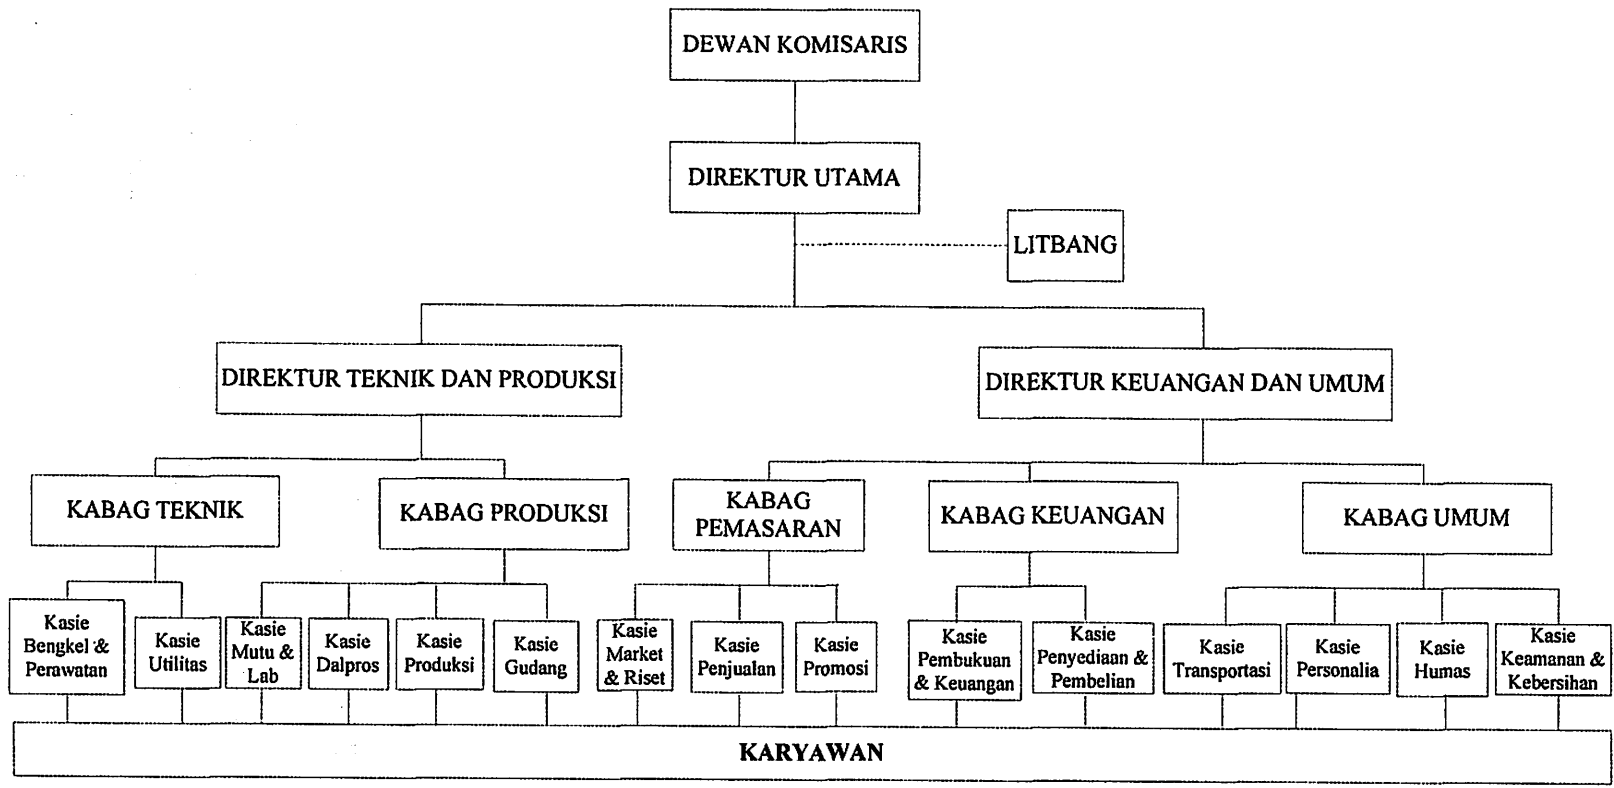 DEWAN KOMISARIS
DIREKTUR UTAMA
LITBANG
DIREKTUR TEKNIK DAN PRODUKSI
DIREKTUR KEUANGAN DAN UMUM
KABAG TEKNIK
KABAG PRODUKSI
KABAG
PEMASARAN
KABAG KEUANGAN
KABAG UMUM
Kasie
Bengkel &
Perawatan
Kasie
Utilitas
Kasie
Mutu &
Lab
Kasie
Dalpros
Kasie
Produksi
Kasie
Gudang
Kasie
Market
& Riset
Kasie
Penjualan
Kasie
Promosi
Kasie
Pembukuan
& Keuangan
Kasie
Penyediaan &
Pembelian
Kasie
Transportasi
Kasie
Personalia
Kasie
Humas
Kasie
Keamanan &
Kebersihan
KARYAWAN